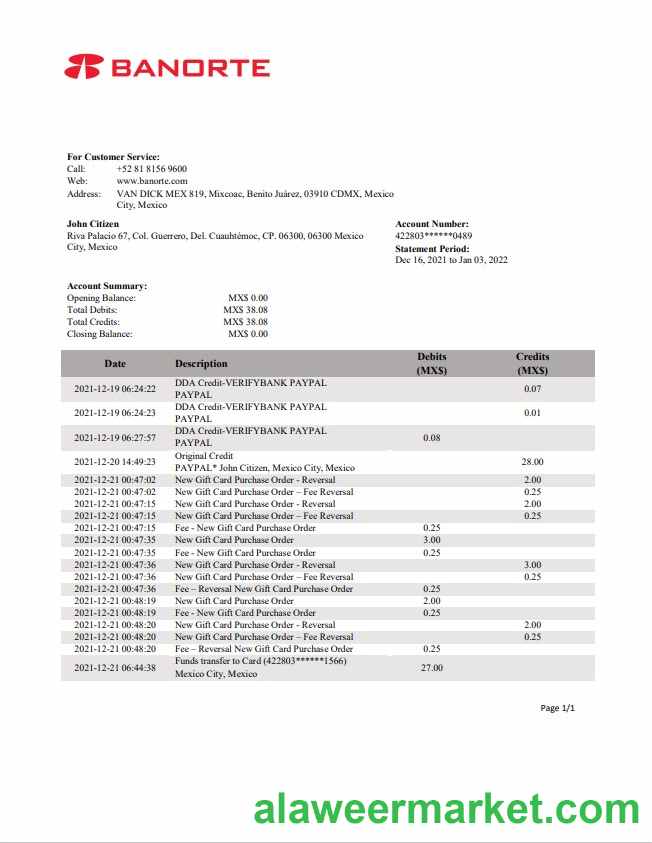 BANORTE
For Customer Service:
Call: +52 81 8156 9600
Web: www.banorte.com
Address: VAN DICK MEX 819, Mixcoac, Benito Juárez, 03910 CDMX, Mexico
City, Mexico
John Citizen
Riva Palacio 67, Col. Guerrero, Del. Cuauhtémoc, CP. 06300, 06300 Mexico
City, Mexico
Account Number:
422803******0489
Statement Period:
Dec 16, 2021 to Jan 03, 2022
Account Summary:
Opening Balance: MX$ 0.00
Total Debits: MX$ 38.08
Total Credits: MX$ 38.08
Closing Balance: MX$ 0.00
Date Description Debits (MX$) Credits (MX$)
2021-12-19 06:24:22 DDA Credit-VERIFYBANK PAYPAL
PAYPAL 0.07
2021-12-19 06:24:23 DDA Credit-VERIFYBANK PAYPAL
PAYPAL 0.01
2021-12-19 06:27:57 DDA Credit-VERIFYBANK PAYPAL
PAYPAL 0.08
2021-12-20 14:49:23 Original Credit
PAYPAL* John Citizen, Mexico City, Mexico 28.00
2021-12-21 00:47:02 New Gift Card Purchase Order - Reversal 2.00
2021-12-21 00:47:02 New Gift Card Purchase Order – Fee Reversal 0.25
2021-12-21 00:47:15 New Gift Card Purchase Order - Reversal 2.00
2021-12-21 00:47:15 New Gift Card Purchase Order – Fee Reversal 0.25
2021-12-21 00:47:15 Fee - New Gift Card Purchase Order 0.25
2021-12-21 00:47:35 New Gift Card Purchase Order 3.00
2021-12-21 00:47:35 Fee - New Gift Card Purchase Order 0.25
2021-12-21 00:47:36 New Gift Card Purchase Order - Reversal 3.00
2021-12-21 00:47:36 New Gift Card Purchase Order – Fee Reversal 0.25
2021-12-21 00:47:36 Fee – Reversal New Gift Card Purchase Order 0.25
2021-12-21 00:48:19 New Gift Card Purchase Order 2.00
2021-12-21 00:48:19 Fee - New Gift Card Purchase Order 0.25
2021-12-21 00:48:20 New Gift Card Purchase Order - Reversal 2.00
2021-12-21 00:48:20 New Gift Card Purchase Order – Fee Reversal 0.25
2021-12-21 00:48:20 Fee – Reversal New Gift Card Purchase Order 0.25
2021-12-21 06:44:38 Funds transfer to Card (422803******1566)
Mexico City, Mexico 27.00
Page 1/1
alaweermarket.com